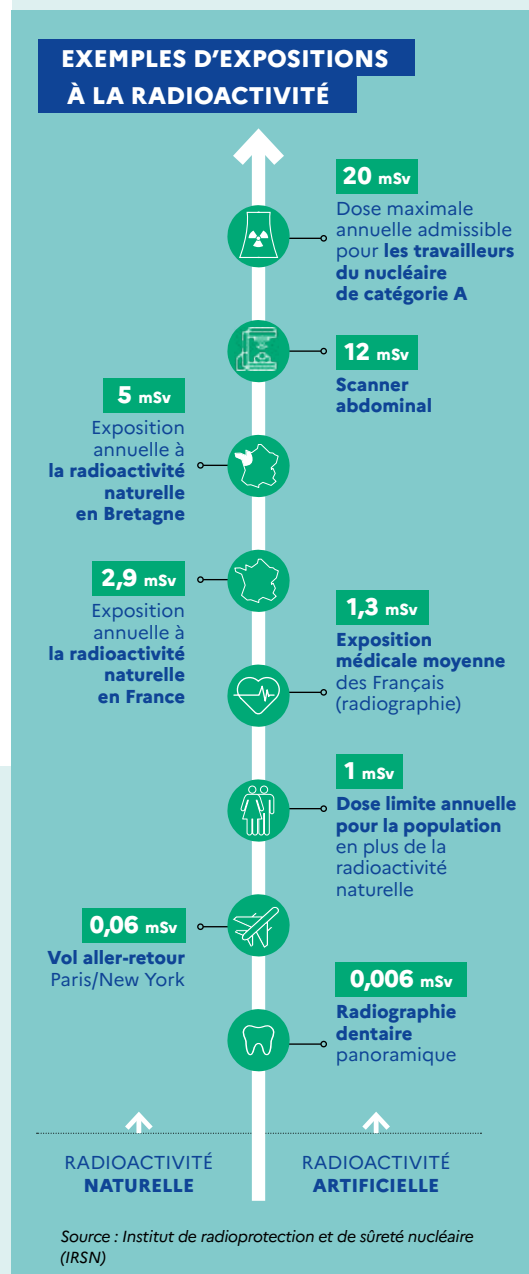 EXEMPLES D'EXPOSITIONS
À LA RADIOACTIVITÉ
20 mSv
Dose maximale
annuelle admissible
pour les travailleurs
du nucléaire
de catégorie A
12 mSv
Scanner
abdominal
5 mSv
Exposition
annuelle à
la radioactivité
naturelle
en Bretagne
2,9 mSv
Exposition
annuelle à
la radioactivité
naturelle
en France
1,3 mSv
Exposition
médicale moyenne
des Français
(radiographie)
1 mSv
Dose limite annuelle
pour la population
en plus de la
radioactivité
naturelle
0,06 mSv
Vol aller-retour
Paris/New York
0,006 mSv
Radiographie
dentaire
panoramique
RADIOACTIVITÉ
NATURELLE
RADIOACTIVITÉ
ARTIFICIELLE
Source : Institut de radioprotection et de sûreté nucléaire
(IRSN)